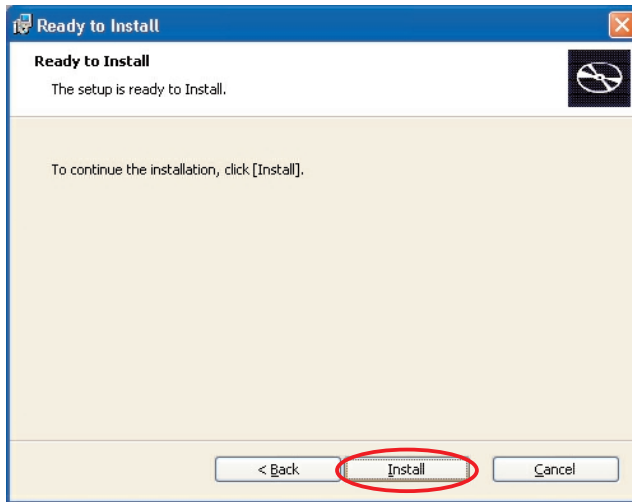 Ready to Install
Ready to Install
The setup is ready to Install.
To continue the installation, click [Install].
< Back
Install
Cancel